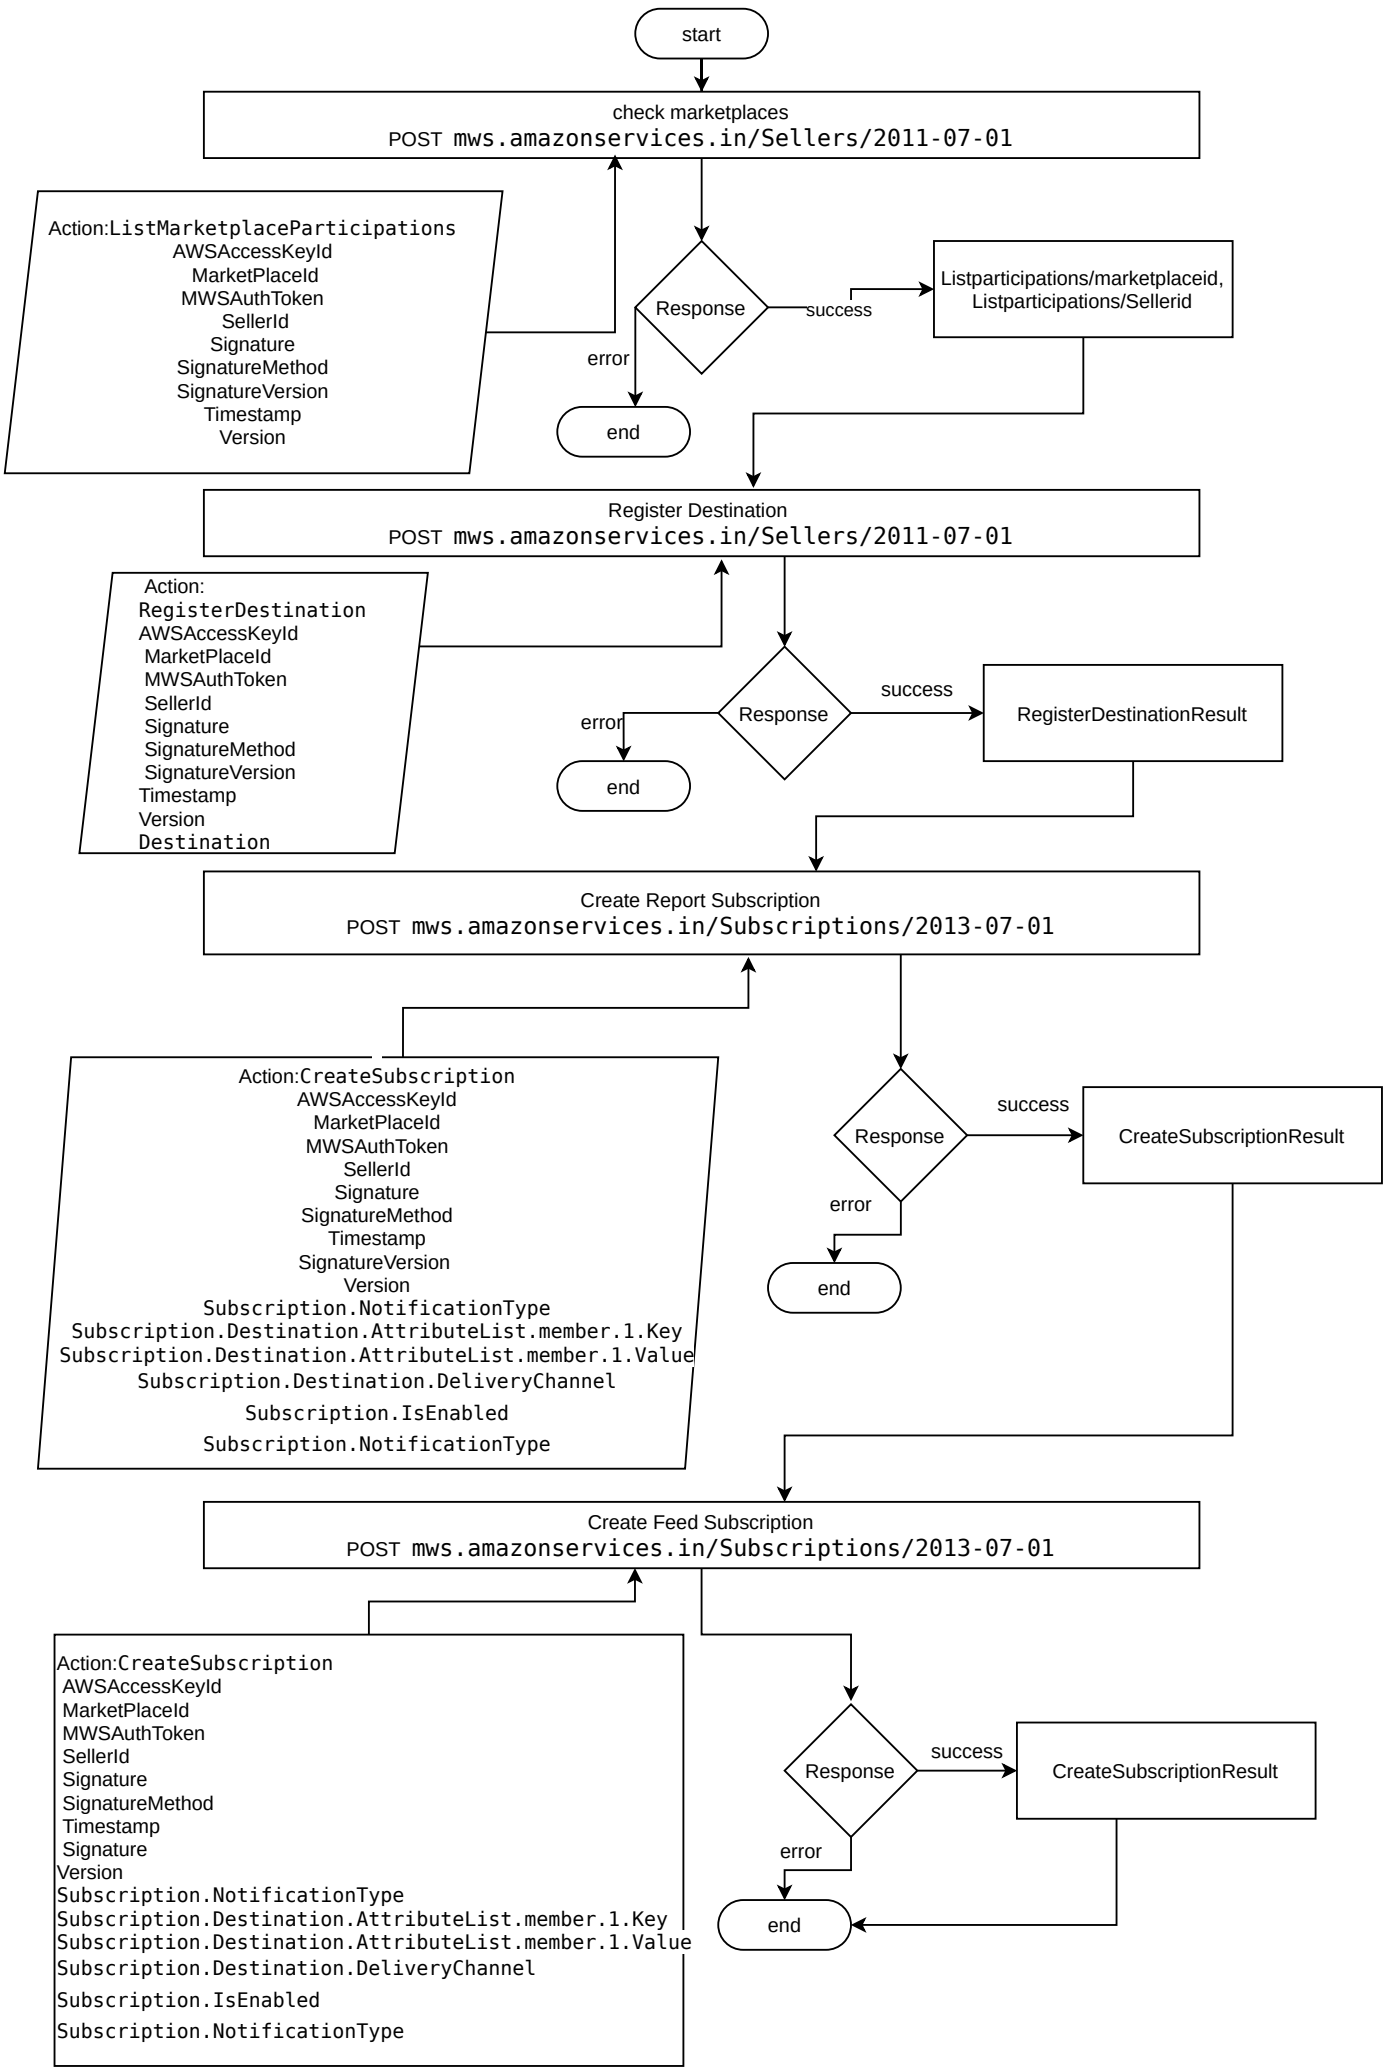 start
check marketplaces
POST mws.amazonservices.in/Sellers/2011-07-01
Action:ListMarketplaceParticipations
AWSAccessKeyId
MarketPlaceId
MWSAuthToken
SellerId
Signature
SignatureMethod
SignatureVersion
Timestamp
Version
Response
success
Listparticipations/marketplaceid,
Listparticipations/Sellerid
error
end
Register Destination
POST mws.amazonservices.in/Sellers/2011-07-01
Action:
RegisterDestination
AWSAccessKeyId
MarketPlaceId
MWSAuthToken
SellerId
Signature
SignatureMethod
SignatureVersion
Timestamp
Version
Destination
Response
success
RegisterDestinationResult
error
end
Create Report Subscription
POST mws.amazonservices.in/Subscriptions/2013-07-01
Action:CreateSubscription
AWSAccessKeyId
MarketPlaceId
MWSAuthToken
SellerId
Signature
SignatureMethod
Timestamp
SignatureVersion
Version
Subscription.NotificationType
Subscription.Destination.AttributeList.member.1.Key
Subscription.Destination.AttributeList.member.1.Value
Subscription.Destination.DeliveryChannel
Subscription.IsEnabled
Subscription.NotificationType
Response
success
CreateSubscriptionResult
error
end
Create Feed Subscription
POST mws.amazonservices.in/Subscriptions/2013-07-01
Action:CreateSubscription
AWSAccessKeyId
MarketPlaceId
MWSAuthToken
SellerId
Signature
SignatureMethod
Timestamp
Signature
Version
Subscription.NotificationType
Subscription.Destination.AttributeList.member.1.Key
Subscription.Destination.AttributeList.member.1.Value
Subscription.Destination.DeliveryChannel
Subscription.IsEnabled
Subscription.NotificationType
Response
success
CreateSubscriptionResult
error
end